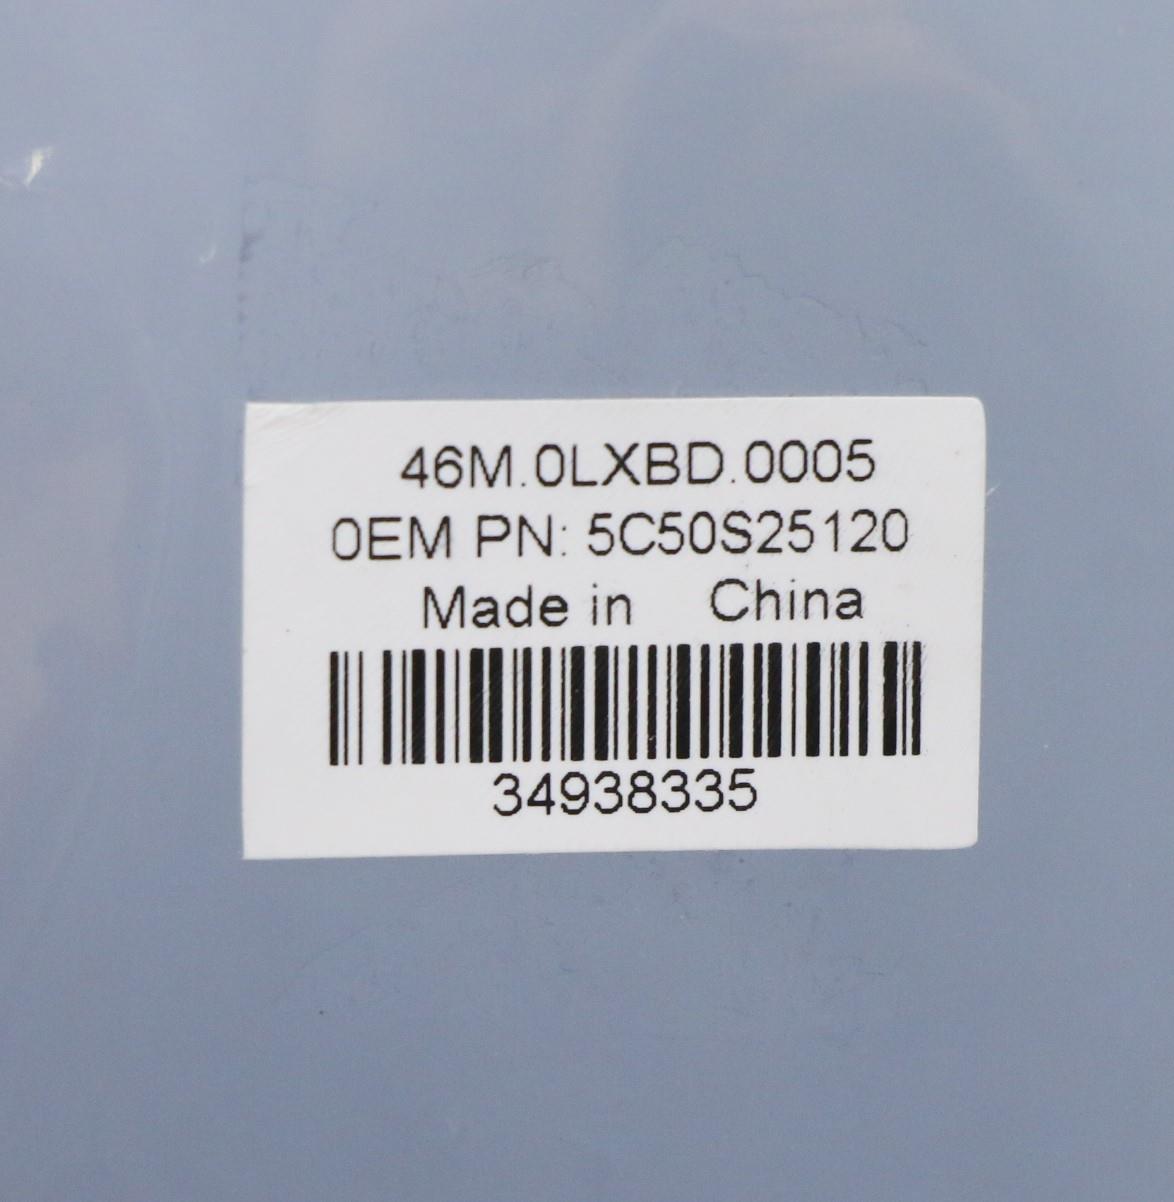 46M.0LXBD.0005
0EM PN: 5C50S25120
Made in China
34938335